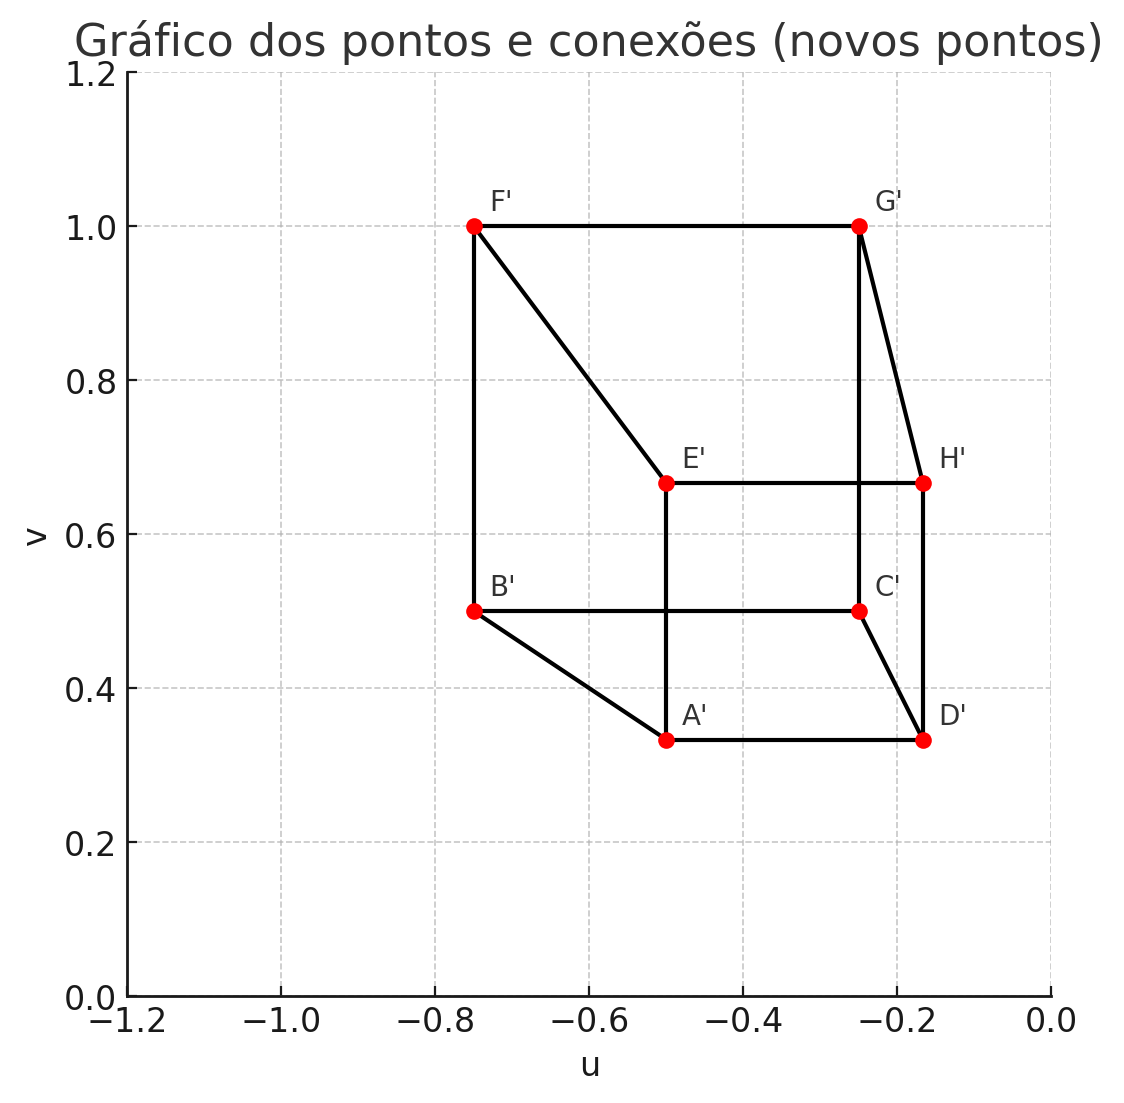 Gráfico dos pontos e conexões (novos pontos)
1.2
F'
G'
1.0
0.8
E'
H'
v
0.6
B'
C'
0.4
A'
D'
0.2
0.0
−1.2
−1.0
−0.8
−0.6
−0.4
−0.2
0.0
u